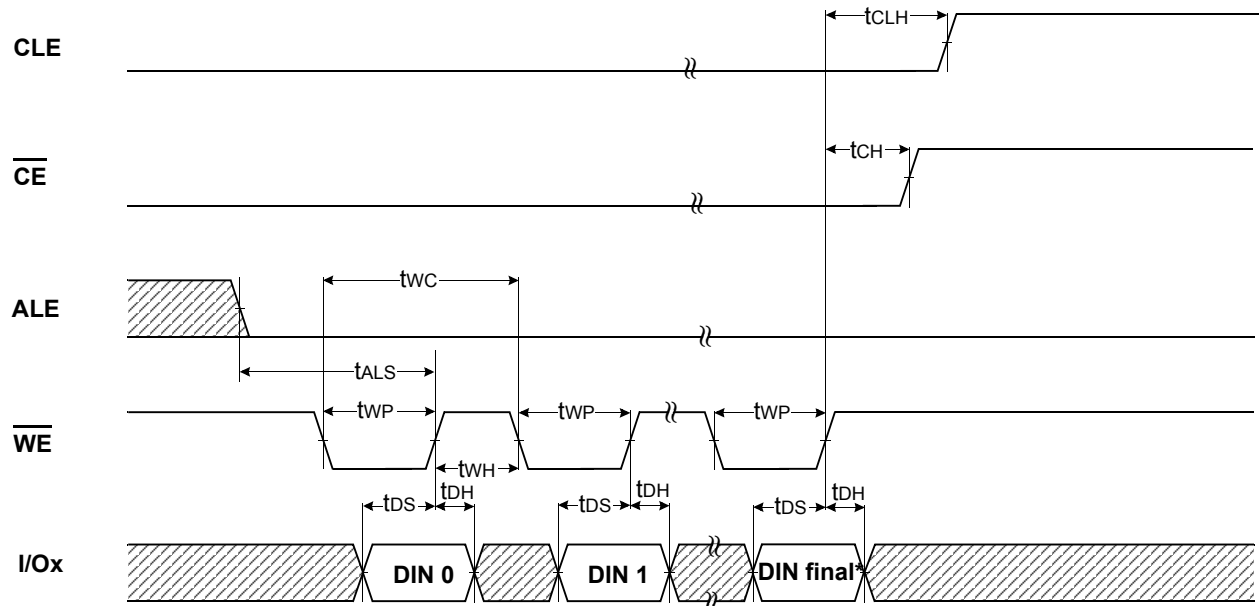 CLE
tCLH
CE
tCH
ALE
tWC
tALS
WE
tWP
tWP
tWP
tWH
tDS
tDH
tDS
tDH
tDS
tDH
I/Ox
DIN 0
DIN 1
DIN final*